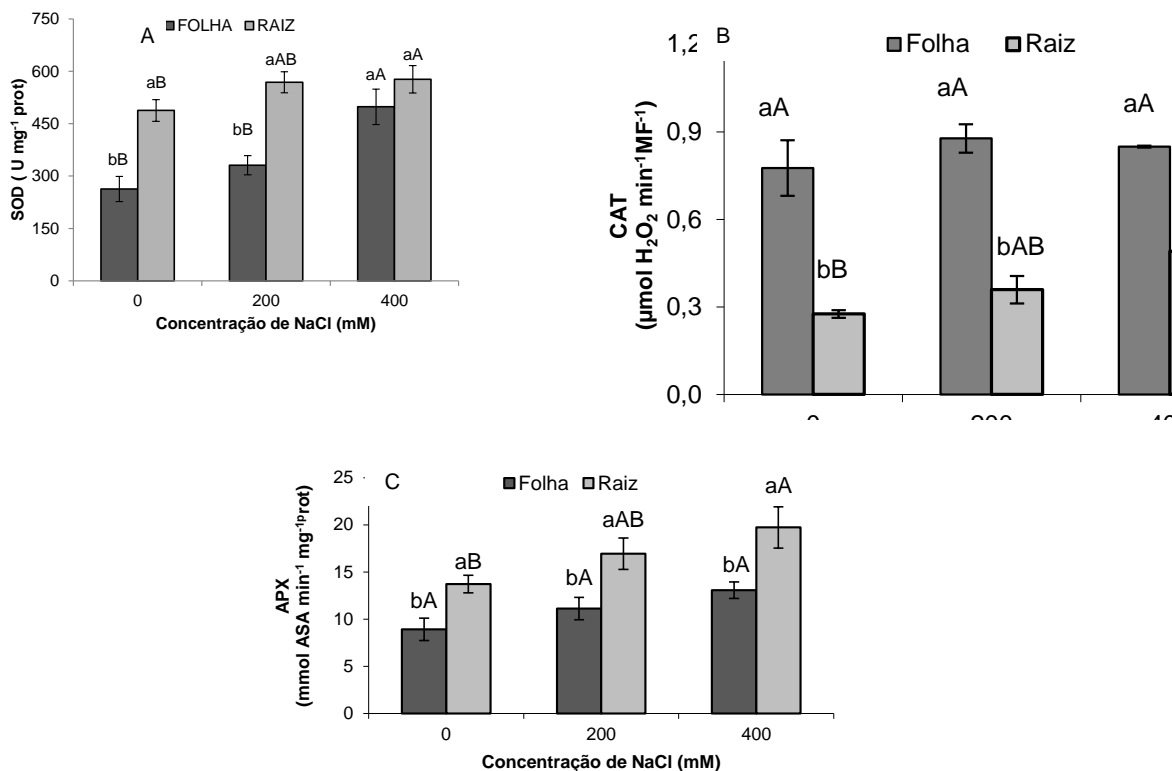 A
FOLHA RAIZ
750
600
450
300
150
0
SOD ( U mg⁻¹ prot)
bB aB bB aAB aA aA
0 200 400
Concentração de NaCl (mM)
B
Folha Raiz
1,2
0,9
0,6
0,3
0,0
CAT
(µmol H₂O₂ min⁻¹MF⁻¹)
aA bB aA bAB aA
C
Folha Raiz
25
20
15
10
5
0
APX
(mmol ASA min⁻¹ mg⁻¹ᵖrot)
bA aB bA aAB bA aA
0 200 400
Concentração de NaCl (mM)